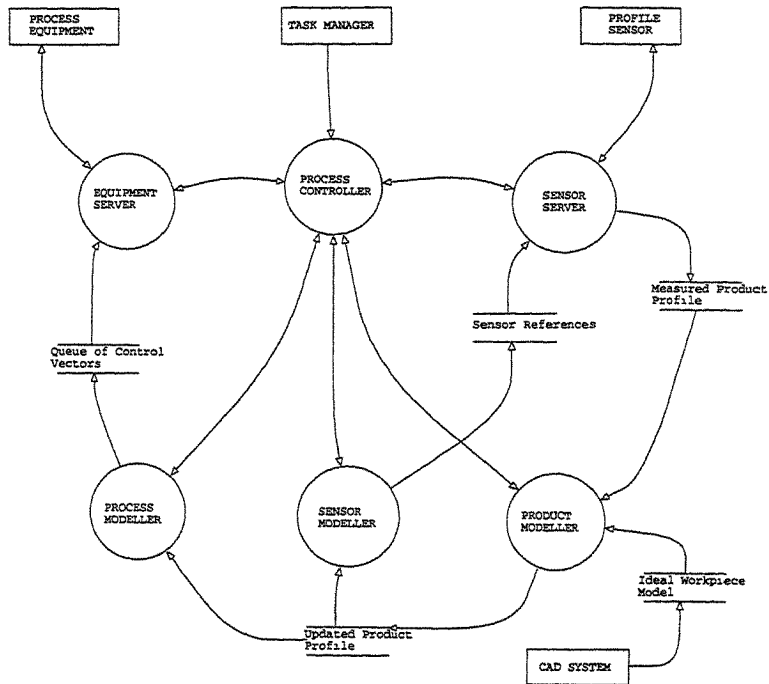 PROCESS
EQUIPMENT
TASK MANAGER
PROFILE
SENSOR
EQUIPMENT
SERVER
PROCESS
CONTROLLER
SENSOR
SERVER
Measured Product
Profile
Sensor References
Queue of Control
Vectors
PROCESS
MODELLER
SENSOR
MODELLER
PRODUCT
MODELLER
Ideal Workpiece
Model
Updated Product
Profile
CAD SYSTEM